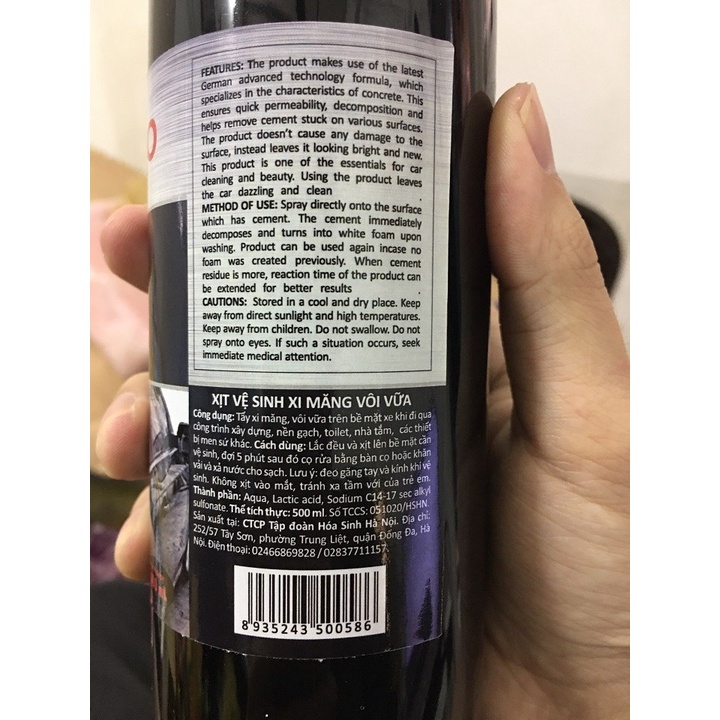 O
FEATURES: The product makes use of the latest
German advanced technology formula, which
specializes in the characteristics of concrete. This
ensures quick permeability, decomposition and
helps remove cement stuck on various surfaces.
The product doesn't cause any damage to the
surface, instead leaves it looking bright and new.
This product is one of the essentials for car
cleaning and beauty. Using the product leaves
the car dazzling and clean
METHOD OF USE: Spray directly onto the surface
which has cement. The cement immediately
decomposes and turns into white foam upon
washing. Product can be used again incase no
foam was created previously. When cement
residue is more, reaction time of the product can
be extended for better results
CAUTIONS: Stored in a cool and dry place. Keep
away from direct sunlight and high temperatures.
Keep away from children. Do not swallow. Do not
spray onto eyes. If such a situation occurs, seek
immediate medical attention.
XỊT VỆ SINH XI MĂNG VÔI VỮA
Công dụng: Tẩy xi măng, vôi vữa trên bề mặt xe khi đi qua
công trình xây dựng, nền gạch, toilet, nhà tắm, các thiết
bị men sứ khác. Cách dùng: Lắc đều và xịt lên bề mặt cần
vệ sinh, đợi 5 phút sau đó cọ rửa bằng bàn cọ hoặc khăn
vải và xả nước cho sạch. Lưu ý: đeo găng tay và kính khi vệ
sinh. Không xịt vào mắt, tránh xa tầm với của trẻ em.
Thành phần: Aqua, Lactic acid, Sodium C14-17 sec alkyl
sulfonate. Thể tích thực: 500 ml. Số TCCS: 051020/HSHN.
Sản xuất tại: CTCP Tập đoàn Hóa Sinh Hà Nội. Địa chỉ:
252/57 Tây Sơn, phường Trung Liệt, quận Đống Đa, Hà
Nội. Điện thoại: 02466869828 / 02837711157
8 935243 500586